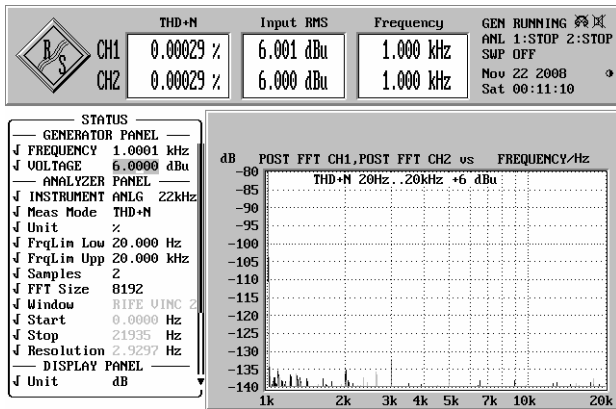 THD+N Input RMS Frequency
R S
CH1 0.00029 % 6.001 dBu 1.000 kHz
CH2 0.00029 % 6.000 dBu 1.000 kHz
GEN RUNNING
ANL 1:STOP 2:STOP
SWP OFF
Nov 22 2008
Sat 00:11:10
STATUS
GENERATOR PANEL
FREQUENCY 1.0001 kHz
VOLTAGE 6.0000 dBu
ANALYZER PANEL
INSTRUMENT ANLG 22kHz
Meas Mode THD+N
Unit %
FrqLim Low 20.000 Hz
FrqLim Upp 20.000 kHz
Samples 2
FFT Size 8192
Window RIFE VINC 2
Start 0.0000 Hz
Stop 21935 Hz
Resolution 2.9297 Hz
DISPLAY PANEL
Unit dB
dB POST FFT CH1,POST FFT CH2 vs FREQUENCY/Hz
THD+N 20Hz..20kHz +6 dBu
-80
-85
-90
-95
-100
-105
-110
-115
-120
-125
-130
-135
-140
1k 2k 3k 4k 5k 7k 10k 20k